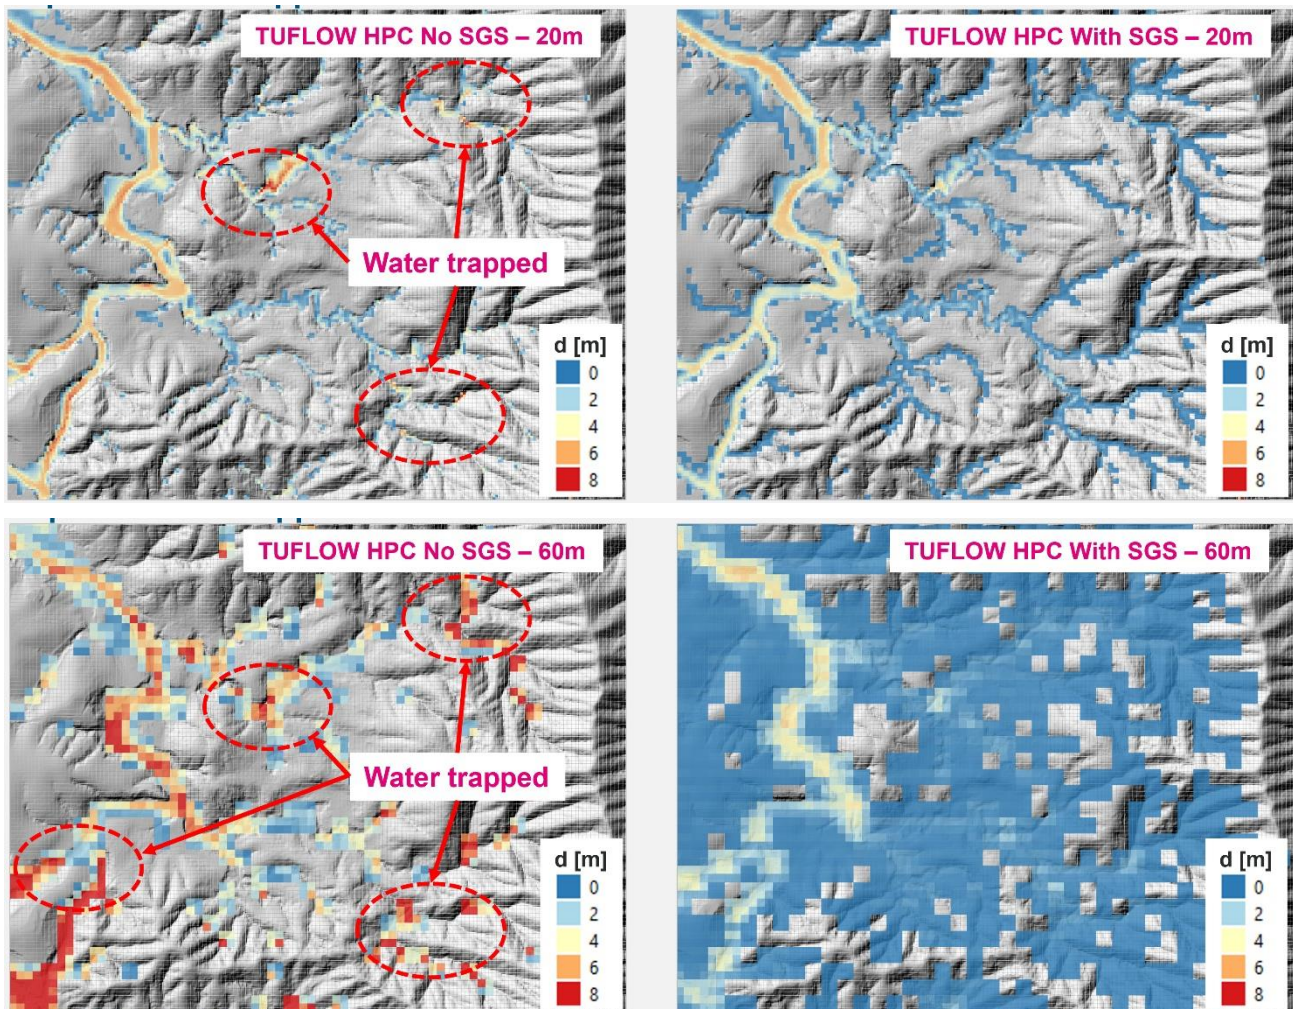 TUFLOW HPC No SGS – 20m
TUFLOW HPC With SGS – 20m
Water trapped
d [m]
0
2
4
6
8
d [m]
0
2
4
6
8
TUFLOW HPC No SGS – 60m
TUFLOW HPC With SGS – 60m
Water trapped
d [m]
0
2
4
6
8
d [m]
0
2
4
6
8